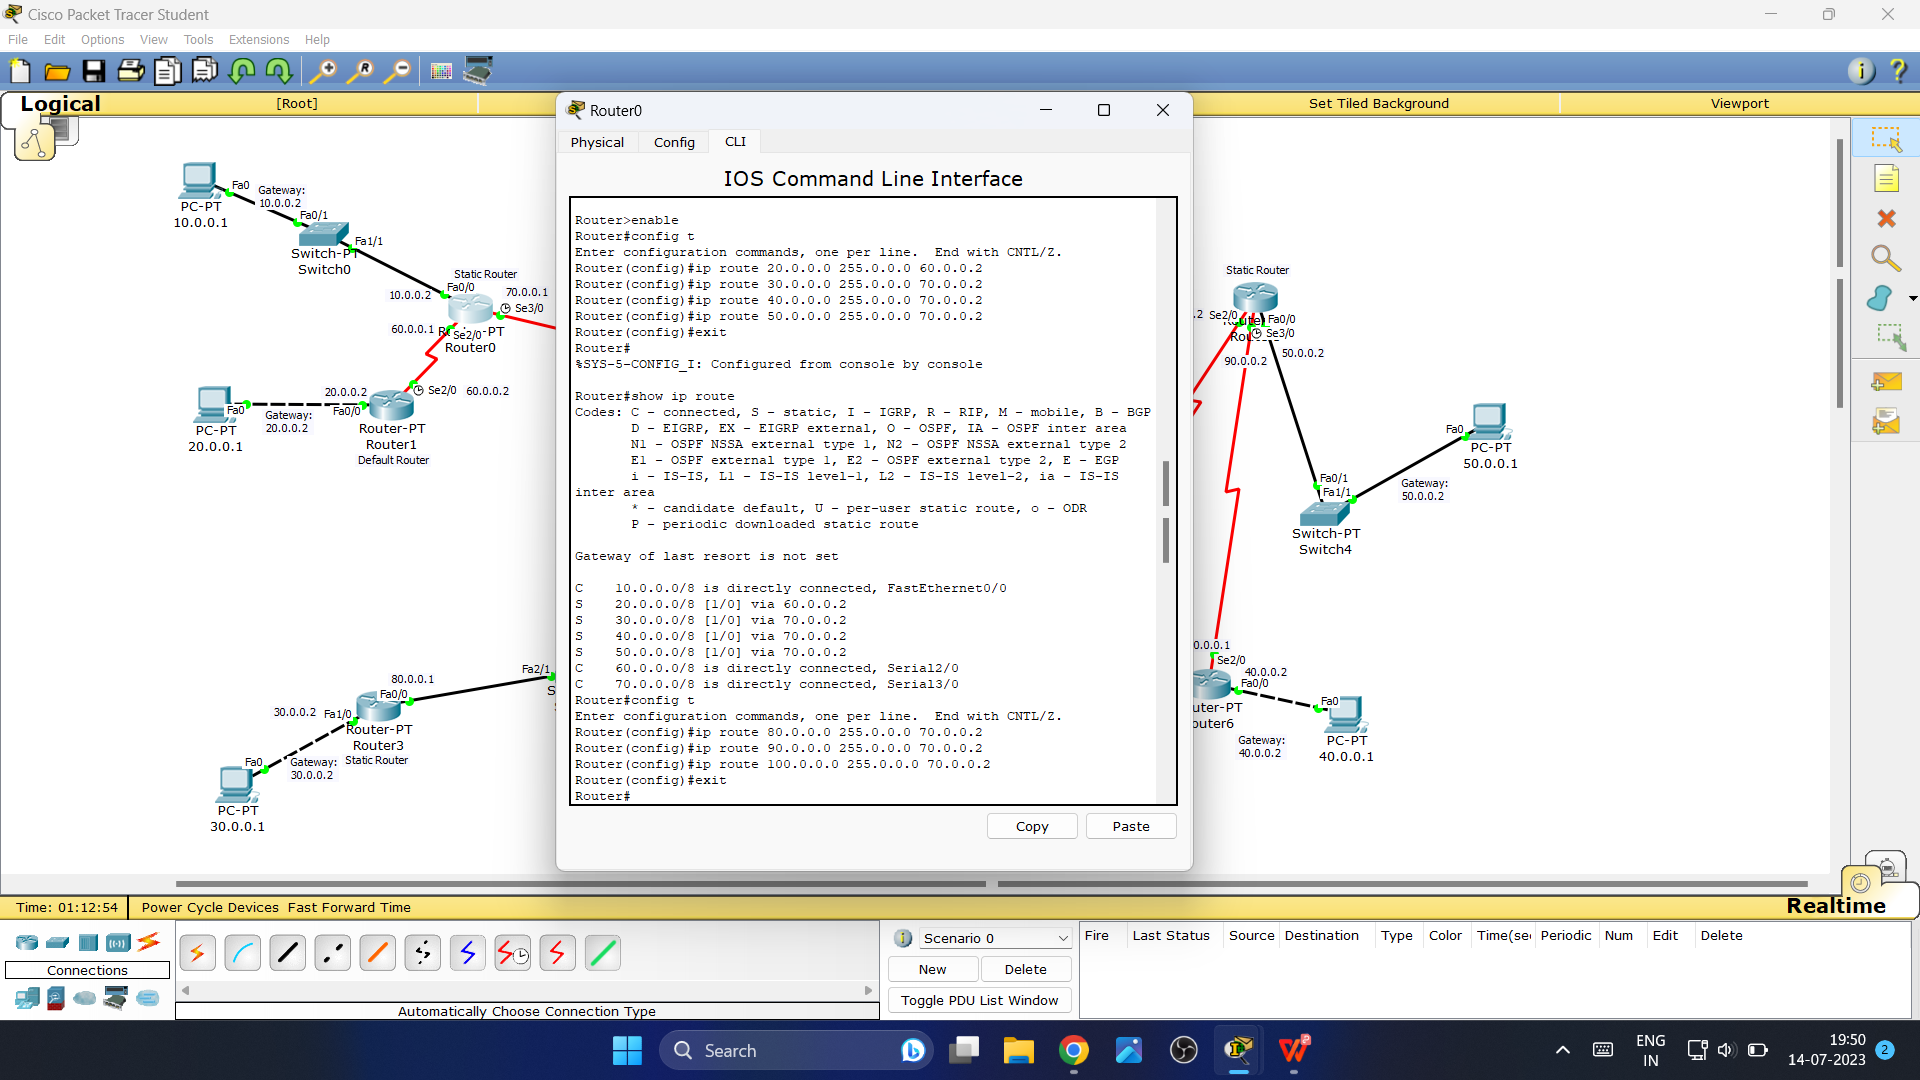 Cisco Packet Tracer Student
File Edit Options View Tools Extensions Help
Logical
[Root]
Set Tiled Background
Viewport
Router0
Physical Config CLI
IOS Command Line Interface
Router>enable
Router#config t
Enter configuration commands, one per line.  End with CNTL/Z.
Router(config)#ip route 20.0.0.0 255.0.0.0 60.0.0.2
Router(config)#ip route 30.0.0.0 255.0.0.0 70.0.0.2
Router(config)#ip route 40.0.0.0 255.0.0.0 70.0.0.2
Router(config)#ip route 50.0.0.0 255.0.0.0 70.0.0.2
Router(config)#exit
Router#
%SYS-5-CONFIG_I: Configured from console by console
Router#show ip route
Codes: C - connected, S - static, I - IGRP, R - RIP, M - mobile, B - BGP
D - EIGRP, EX - EIGRP external, O - OSPF, IA - OSPF inter area
N1 - OSPF NSSA external type 1, N2 - OSPF NSSA external type 2
E1 - OSPF external type 1, E2 - OSPF external type 2, E - EGP
i - IS-IS, L1 - IS-IS level-1, L2 - IS-IS level-2, ia - IS-IS
inter area
* - candidate default, U - per-user static route, o - ODR
P - periodic downloaded static route
Gateway of last resort is not set
C    10.0.0.0/8 is directly connected, FastEthernet0/0
S    20.0.0.0/8 [1/0] via 60.0.0.2
S    30.0.0.0/8 [1/0] via 70.0.0.2
S    40.0.0.0/8 [1/0] via 70.0.0.2
S    50.0.0.0/8 [1/0] via 70.0.0.2
C    60.0.0.0/8 is directly connected, Serial2/0
C    70.0.0.0/8 is directly connected, Serial3/0
Router#config t
Enter configuration commands, one per line.  End with CNTL/Z.
Router(config)#ip route 80.0.0.0 255.0.0.0 70.0.0.2
Router(config)#ip route 90.0.0.0 255.0.0.0 70.0.0.2
Router(config)#ip route 100.0.0.0 255.0.0.0 70.0.0.2
Router(config)#exit
Router#
Copy Paste
Fa0
Gateway:
10.0.0.2
PC-PT
10.0.0.1
Fa0/1
Fa1/1
Switch-PT
Switch0
Static Router
10.0.0.2
Fa0/0
70.0.0.1
Se3/0
60.0.0.1
Se2/0
-PT
Router0
20.0.0.2
Se2/0
60.0.0.2
Fa0
Gateway:
20.0.0.2
Fa0/0
PC-PT
20.0.0.1
Router-PT
Router1
Default Router
Fa2/1
80.0.0.1
Fa0/0
30.0.0.2
Fa1/0
Router-PT
Router3
Static Router
Fa0
Gateway:
30.0.0.2
PC-PT
30.0.0.1
Static Router
.2
Se2/0
Fa0/0
Se3/0
50.0.0.2
90.0.0.2
Fa0
PC-PT
50.0.0.1
Fa0/1
Fa1/1
Gateway:
50.0.0.2
Switch-PT
Switch4
0.0.0.1
Se2/0
40.0.0.2
Fa0/0
Fa0
uter-PT
outer6
Gateway:
40.0.0.2
PC-PT
40.0.0.1
Time: 01:12:54
Power Cycle Devices Fast Forward Time
Realtime
Connections
Automatically Choose Connection Type
Scenario 0
New Delete
Toggle PDU List Window
Fire Last Status Source Destination Type Color Time(sec Periodic Num Edit Delete
Search
ENG
IN
19:50
14-07-2023
2